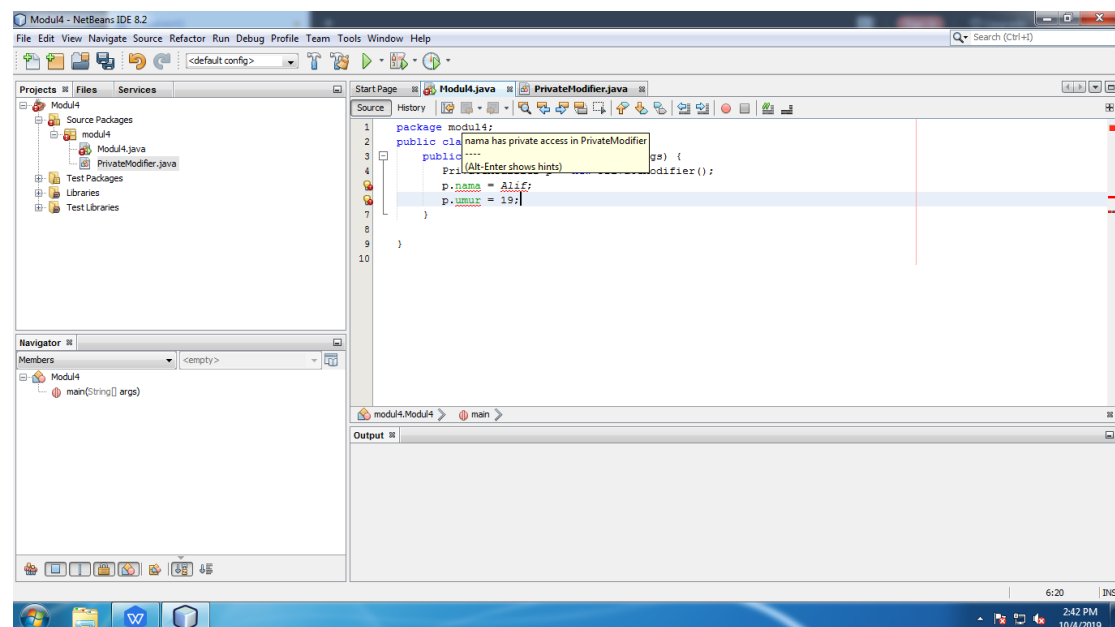 Modul4 - NetBeans IDE 8.2
File Edit View Navigate Source Refactor Run Debug Profile Team Tools Window Help
Search (Ctrl+I)
<default config>
Projects Files Services
Start Page Modul4.java PrivateModifier.java
Source History
Modul4
Source Packages
modul4
Modul4.java
PrivateModifier.java
Test Packages
Libraries
Test Libraries
1 package modul4;
2 public cla
nama has private access in PrivateModifier
----
(Alt-Enter shows hints)
3 public gs) {
4 Pri odifier();
p.nama = Alif;
p.umur = 19;
7 }
8
9 }
10
Navigator
Members <empty>
Modul4
main(String[] args)
modul4.Modul4 main
Output
6:20 INS
2:42 PM
10/4/2019